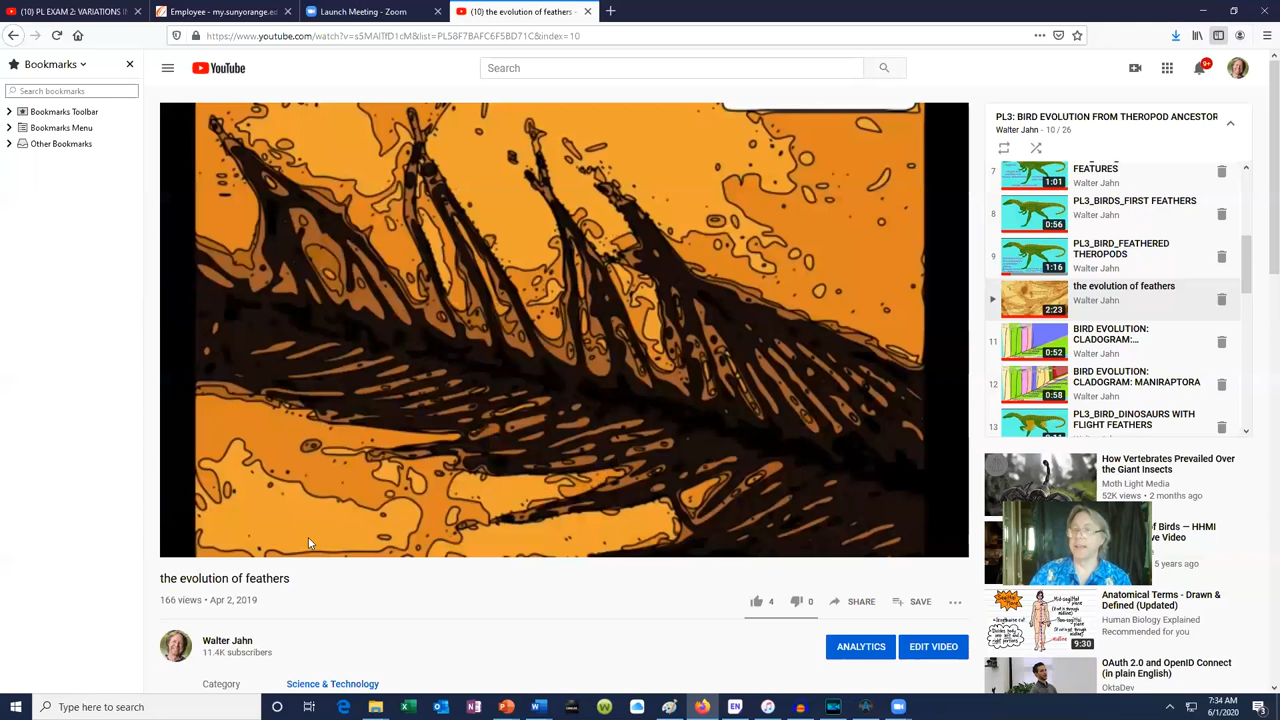 (10) PL EXAM 2: VARIATIONS IN
Employee - my.sunyorange.ed
Launch Meeting - Zoom
(10) the evolution of feathers -
https://www.youtube.com/watch?v=s5MAITfD1cM&list=PL58F7BAFC6F5BD71C&index=10
Bookmarks
Search bookmarks
Bookmarks Toolbar
Bookmarks Menu
Other Bookmarks
YouTube
Search
9+
PL3: BIRD EVOLUTION FROM THEROPOD ANCESTOR
Walter Jahn - 10 / 26
7
FEATURES
Walter Jahn
1:01
8
PL3_BIRDS_FIRST FEATHERS
Walter Jahn
0:56
9
PL3_BIRD_FEATHERED
THEROPODS
Walter Jahn
1:16
the evolution of feathers
Walter Jahn
2:23
11
BIRD EVOLUTION:
CLADOGRAM:...
Walter Jahn
0:52
12
BIRD EVOLUTION:
CLADOGRAM: MANIRAPTORA
Walter Jahn
0:58
13
PL3_BIRD_DINOSAURS WITH
FLIGHT FEATHERS
How Vertebrates Prevailed Over
the Giant Insects
Moth Light Media
52K views • 2 months ago
of Birds — HHMI
ve Video
5 years ago
Anatomical Terms - Drawn &
Defined (Updated)
Human Biology Explained
Recommended for you
9:30
OAuth 2.0 and OpenID Connect
(in plain English)
OktaDev
the evolution of feathers
166 views • Apr 2, 2019
4
0
SHARE
SAVE
Walter Jahn
11.4K subscribers
ANALYTICS
EDIT VIDEO
Category
Science & Technology
Type here to search
7:34 AM
6/1/2020